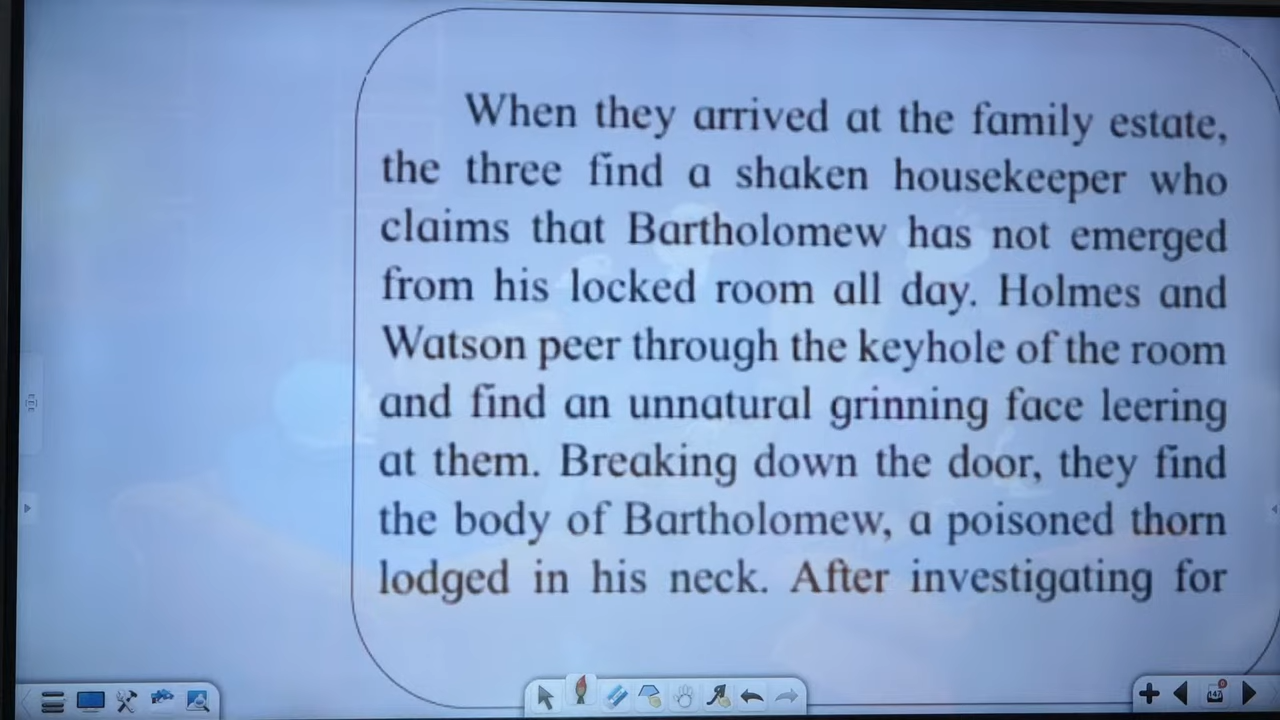 When they arrived at the family estate,
the three find a shaken housekeeper who
claims that Bartholomew has not emerged
from his locked room all day. Holmes and
Watson peer through the keyhole of the room
and find an unnatural grinning face leering
at them. Breaking down the door, they find
the body of Bartholomew, a poisoned thorn
lodged in his neck. After investigating for